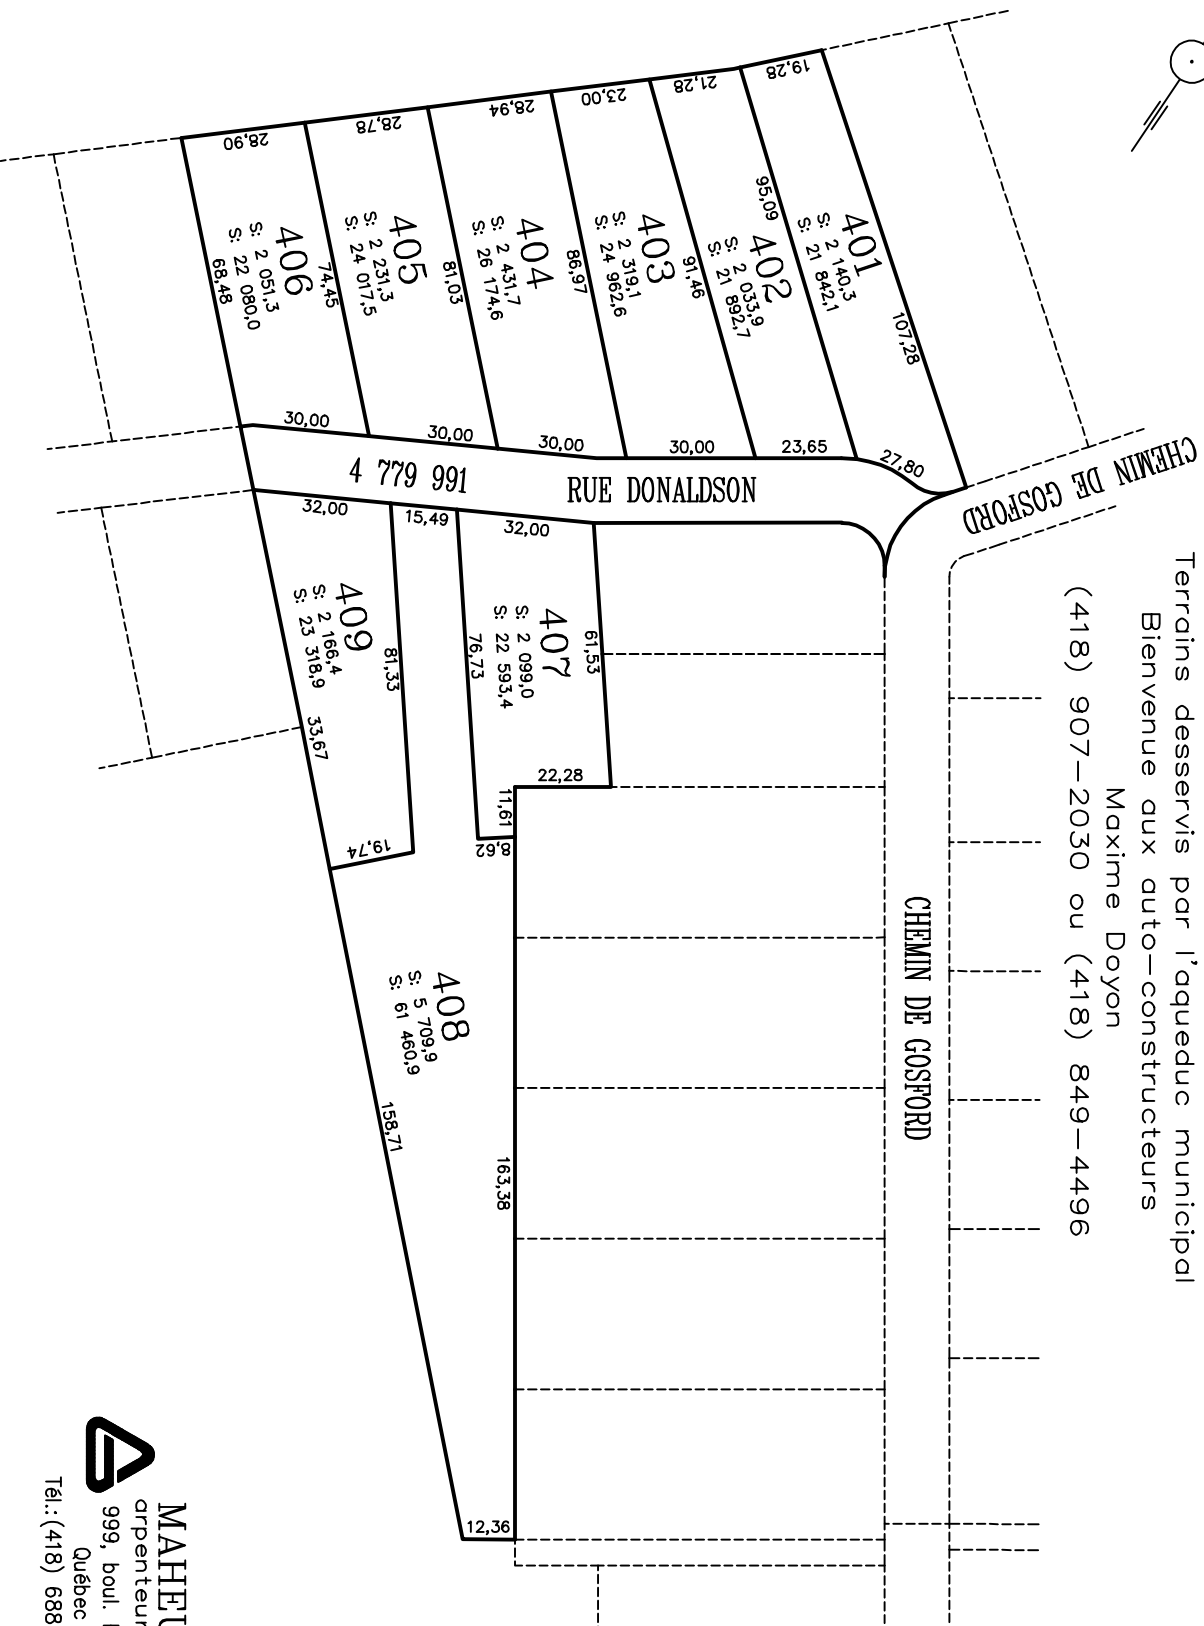 Terrains desservis par l'aqueduc municipal
Bienvenue aux auto-constructeurs
Maxime Doyon
(418) 907-2030 ou (418) 849-4496
CHEMIN DE GOSFORD
CHEMIN DE GOSFORD
RUE DONALDSON
4 779 991
401
S: 2 140,3
S: 21 842,1
19,28
107,28
27,80
95,09
402
S: 2 033,9
S: 21 892,7
21,28
91,46
23,65
403
S: 2 319,1
S: 24 962,6
23,00
86,97
30,00
404
S: 2 431,7
S: 26 174,6
28,94
81,03
30,00
405
S: 2 231,3
S: 24 017,5
28,78
74,45
30,00
406
S: 2 051,3
S: 22 080,0
28,90
68,48
30,00
407
S: 2 099,0
S: 22 593,4
32,00
61,53
76,73
22,28
11,61
8,62
15,49
409
S: 2 166,4
S: 23 318,9
32,00
81,33
33,67
19,74
408
S: 5 709,9
S: 61 460,9
158,71
163,38
12,36
MAHEU
arpenteur
999, boul.
Québec
Tél.:(418) 688